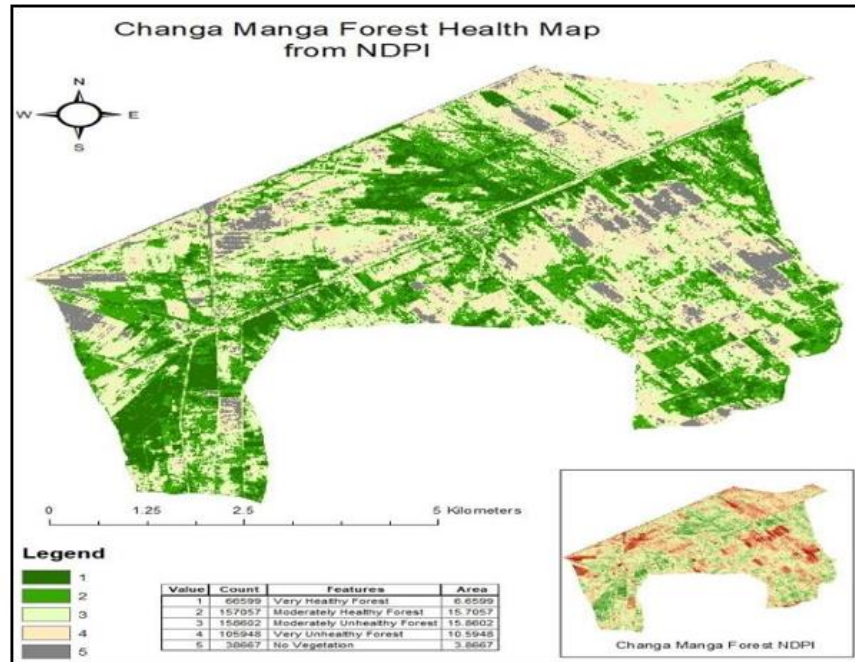 Changa Manga Forest Health Map
from NDPI
N
W E
S
0 1.25 2.5 5 Kilometers
Legend
1
2
3
4
5
Value Count Features Area
1 66599 Very Healthy Forest 6.6599
2 157057 Moderately Healthy Forest 15.7057
3 158602 Moderately Unhealthy Forest 15.8602
4 105948 Very Unhealthy Forest 10.5948
5 38667 No Vegetation 3.8667
Changa Manga Forest NDPI